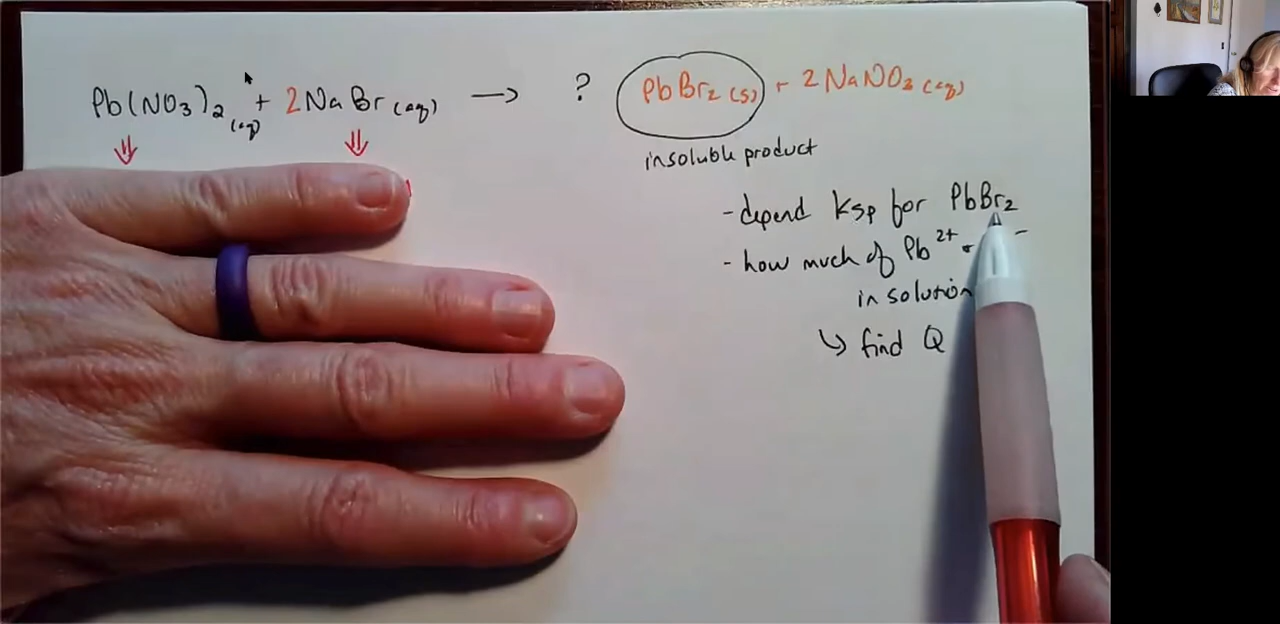 Pb(NO₃)₂ (aq) + 2NaBr (aq) → ? PbBr₂ (s) + 2NaNO₃ (aq)
insoluble product
- depend ksp for PbBr₂
- how much of Pb²⁺
in solution
↳ find Q